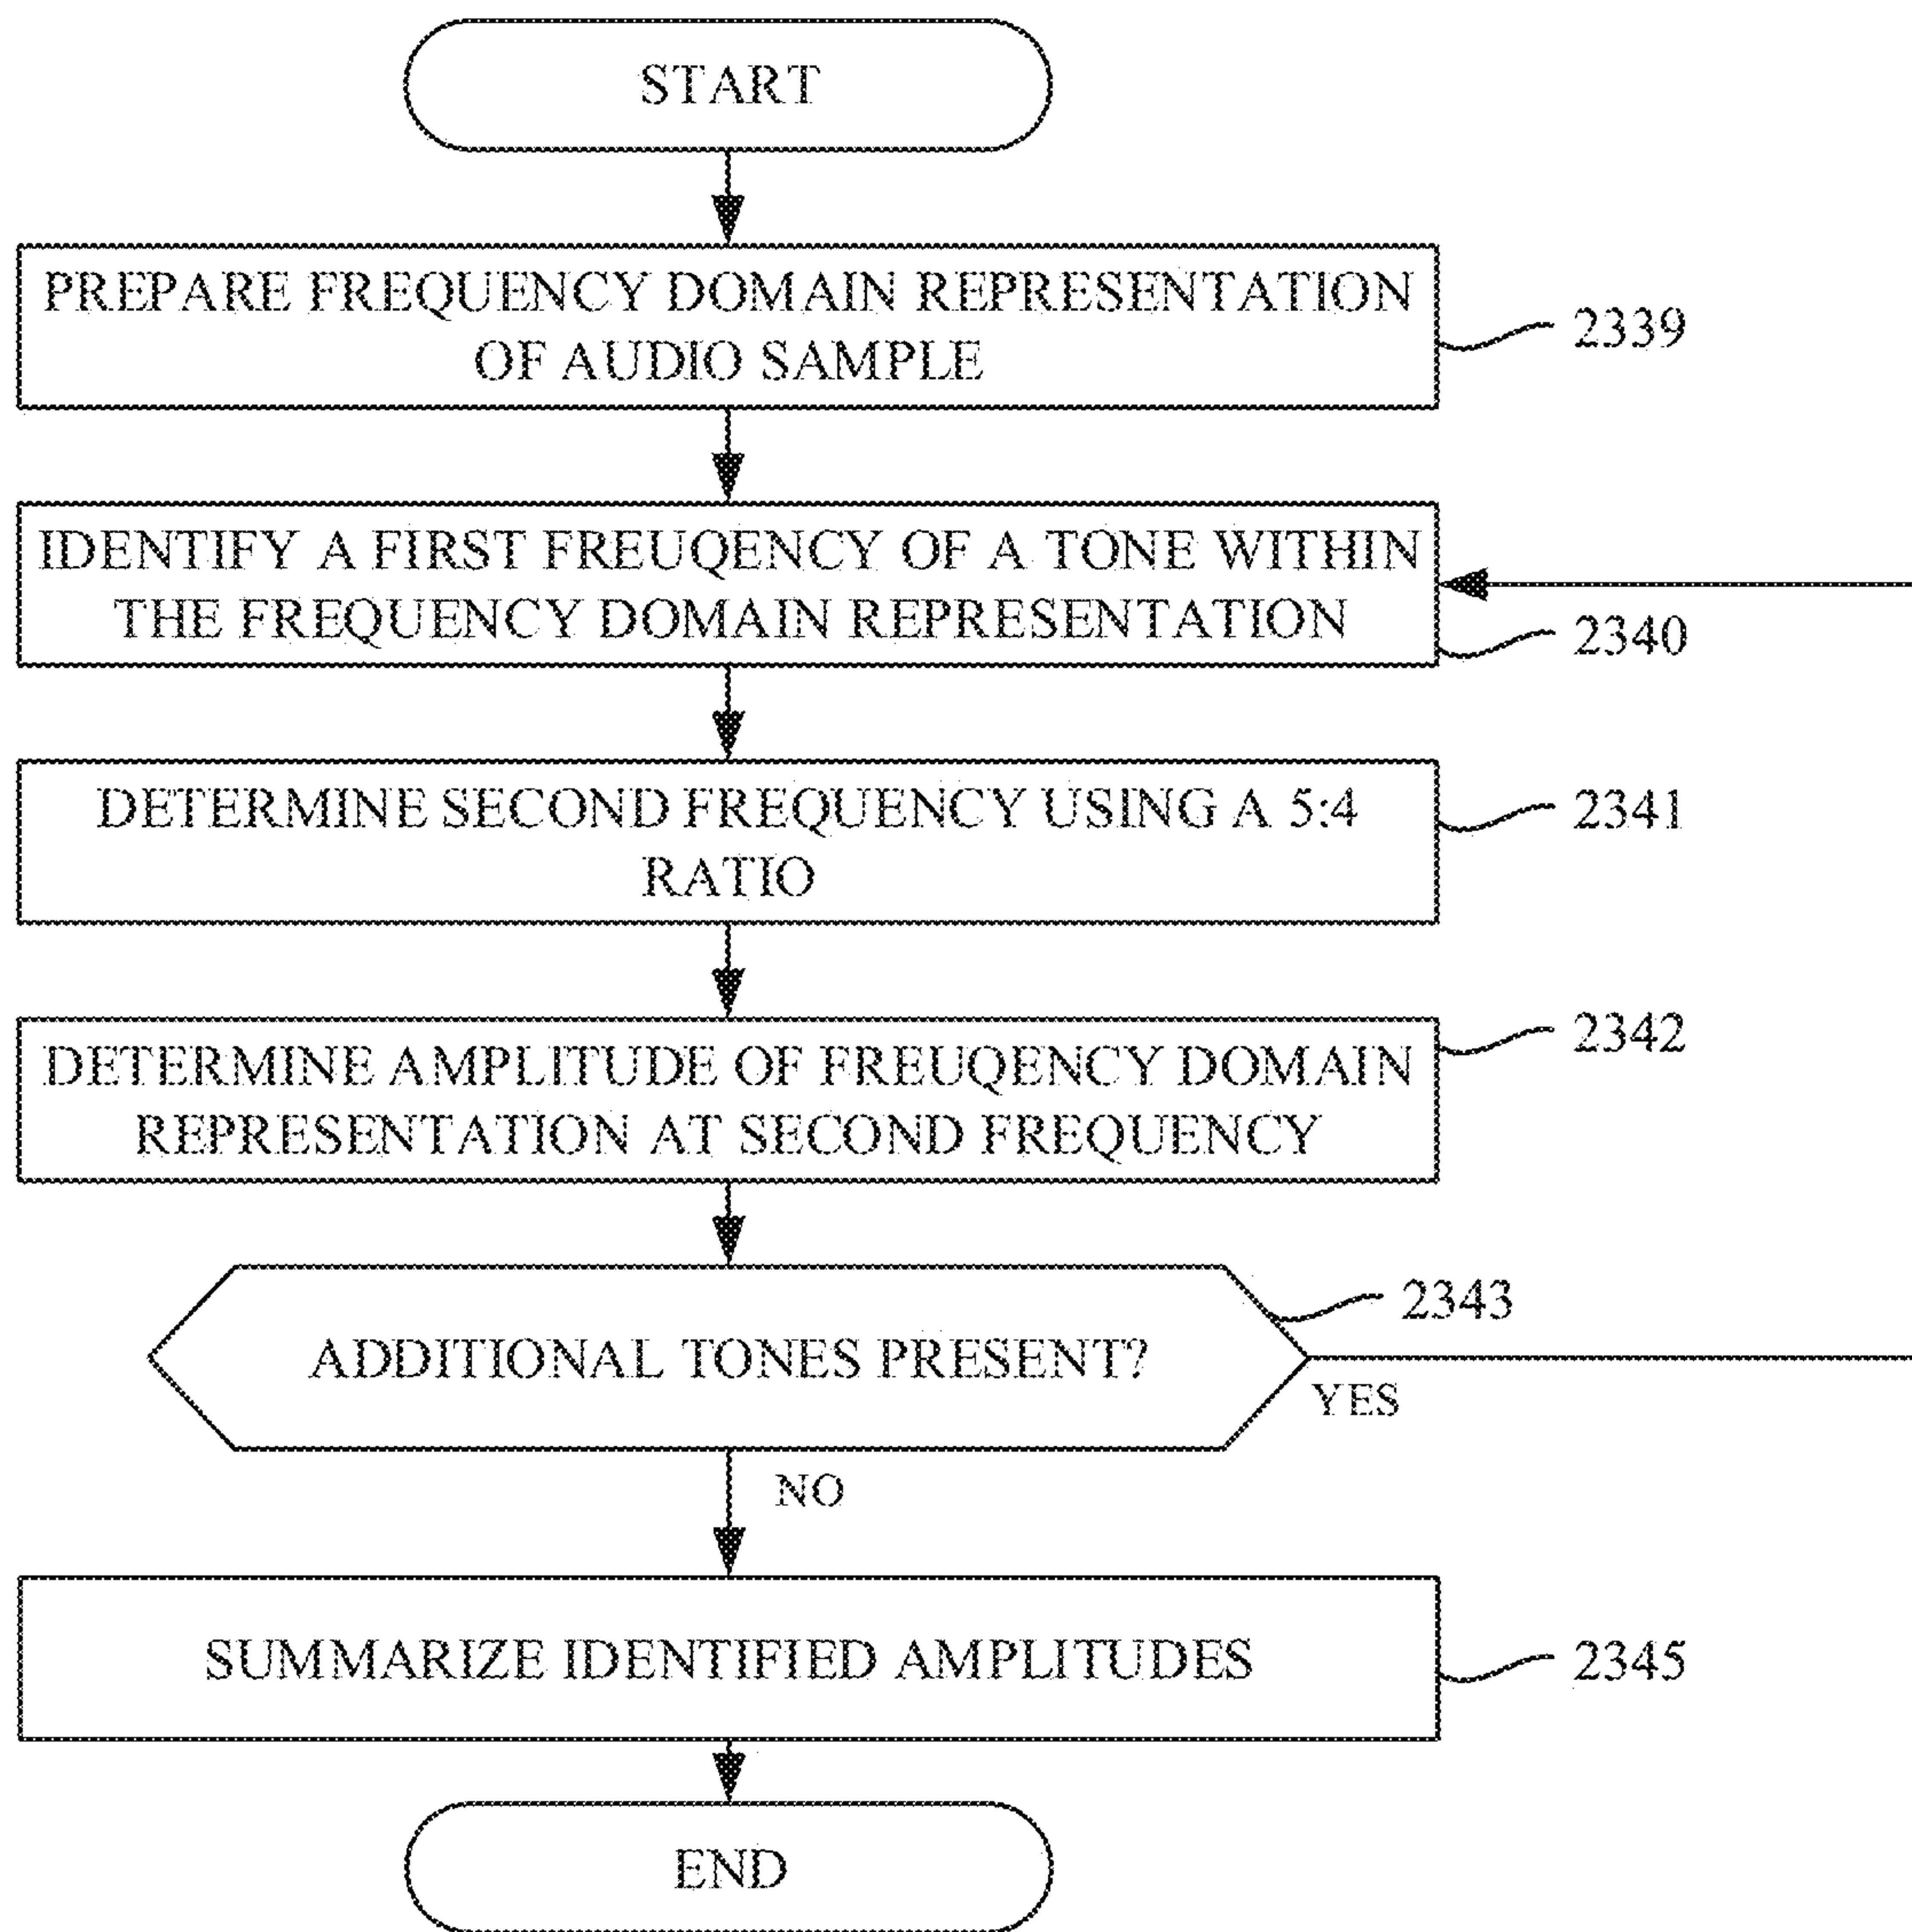 START
PREPARE FREQUENCY DOMAIN REPRESENTATION
OF AUDIO SAMPLE
2339
IDENTIFY A FIRST FREUQENCY OF A TONE WITHIN
THE FREQUENCY DOMAIN REPRESENTATION
2340
DETERMINE SECOND FREQUENCY USING A 5:4
RATIO
2341
DETERMINE AMPLITUDE OF FREUQENCY DOMAIN
REPRESENTATION AT SECOND FREQUENCY
2342
ADDITIONAL TONES PRESENT?
2343
YES
NO
SUMMARIZE IDENTIFIED AMPLITUDES
2345
END